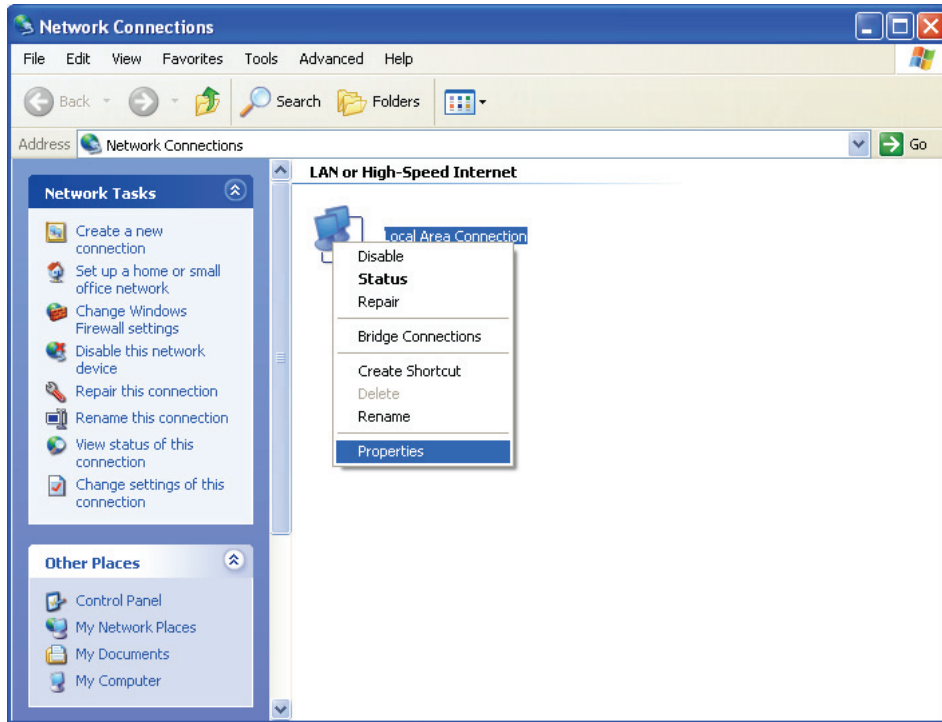 Network Connections
File Edit View Favorites Tools Advanced Help
Back Search Folders
Address Network Connections Go
Network Tasks
Create a new
connection
Set up a home or small
office network
Change Windows
Firewall settings
Disable this network
device
Repair this connection
Rename this connection
View status of this
connection
Change settings of this
connection
Other Places
Control Panel
My Network Places
My Documents
My Computer
LAN or High-Speed Internet
Local Area Connection
Disable
Status
Repair
Bridge Connections
Create Shortcut
Delete
Rename
Properties